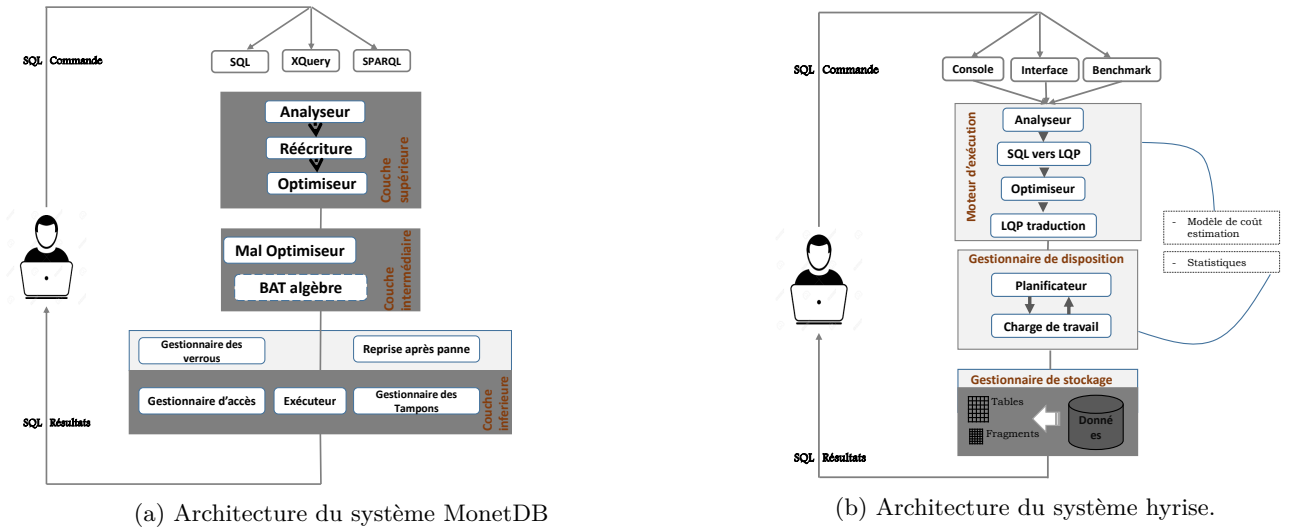 SQL Commande
SQL
XQuery
SPARQL
Analyseur
Réécriture
Optimiseur
Couche
supérieure
Mal Optimiseur
BAT algèbre
Couche
intermédiaire
Gestionnaire des
verrous
Reprise après panne
Gestionnaire d'accès
Exécuteur
Gestionnaire des
Tampons
Couche
inferieure
SQL Résultats
(a) Architecture du système MonetDB
SQL Commande
Console
Interface
Benchmark
Moteur d'exécution
Analyseur
SQL vers LQP
Optimiseur
LQP traduction
- Modèle de coût
estimation
- Statistiques
Gestionnaire de disposition
Planificateur
Charge de travail
Gestionnaire de stockage
Tables
Fragments
Donné
es
SQL Résultats
(b) Architecture du système hyrise.